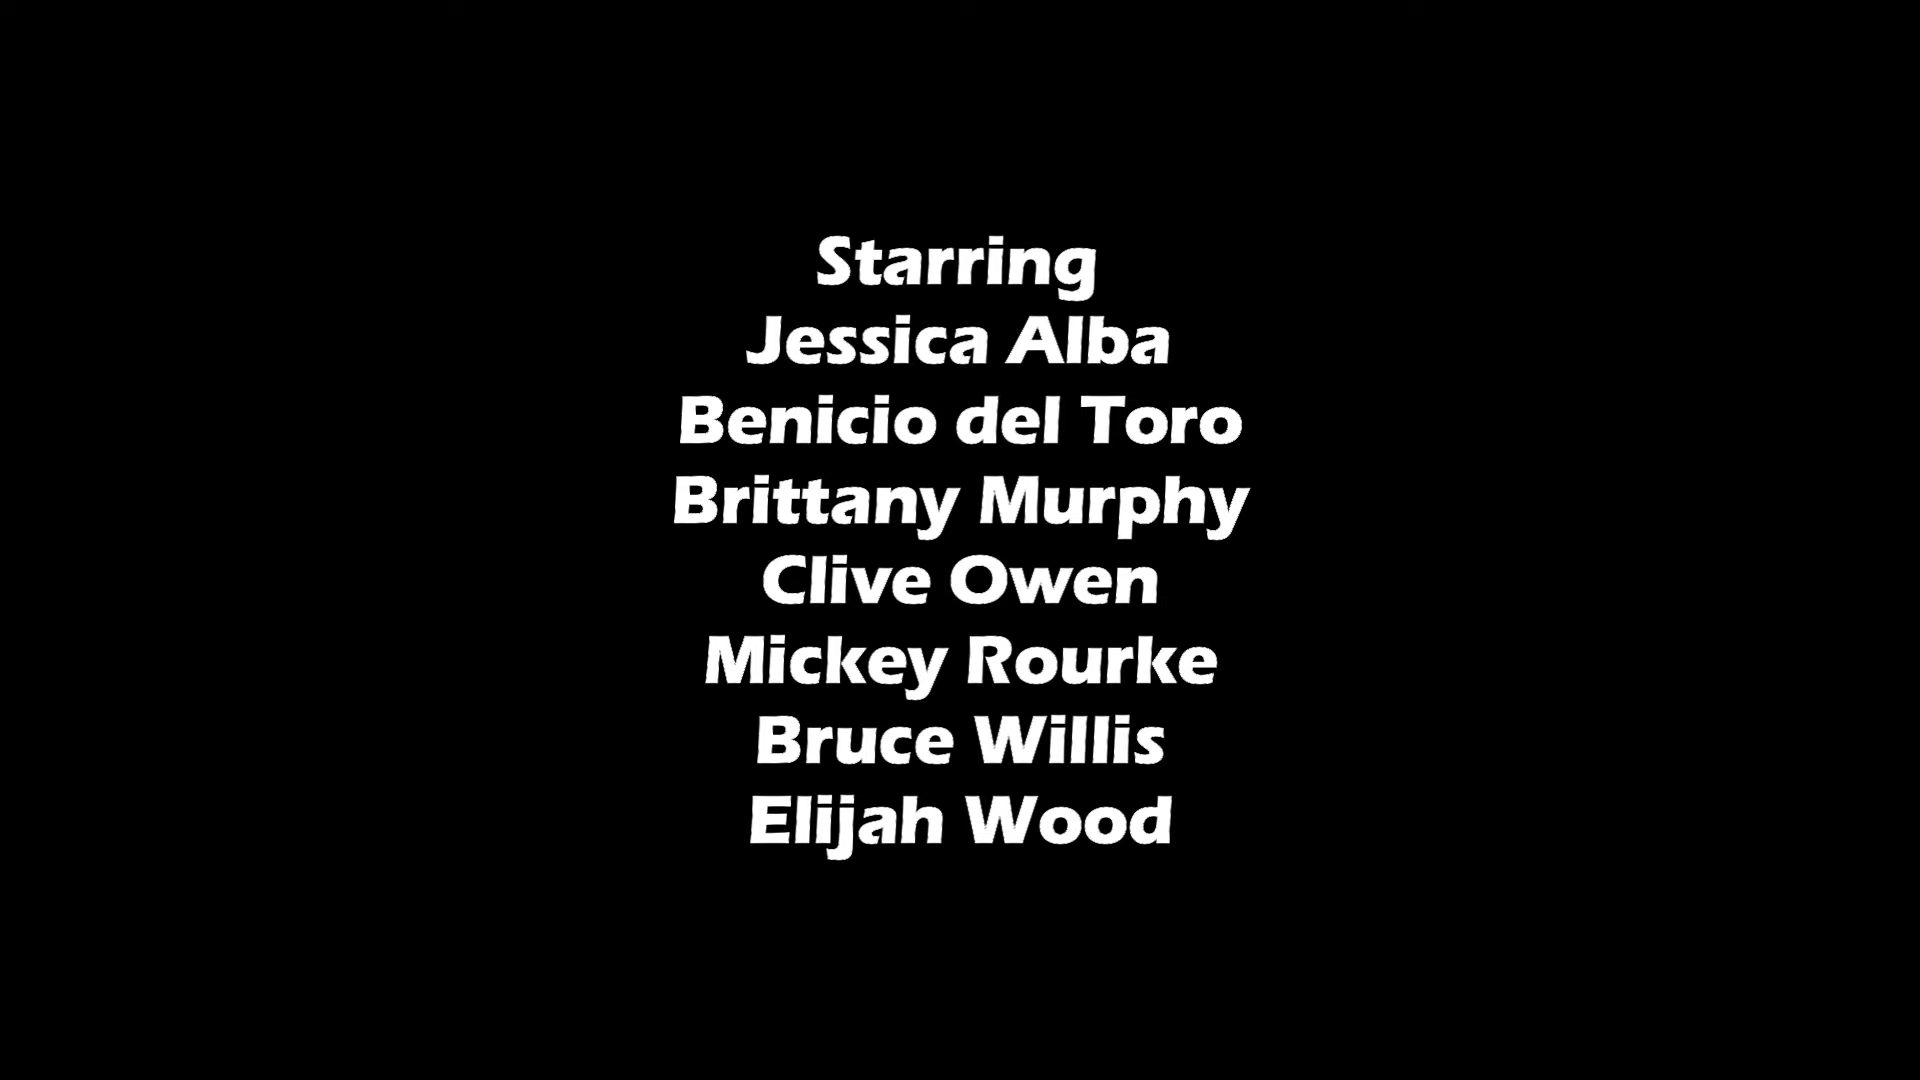 Starring
Jessica Alba
Benicio del Toro
Brittany Murphy
Clive Owen
Mickey Rourke
Bruce Willis
Elijah Wood